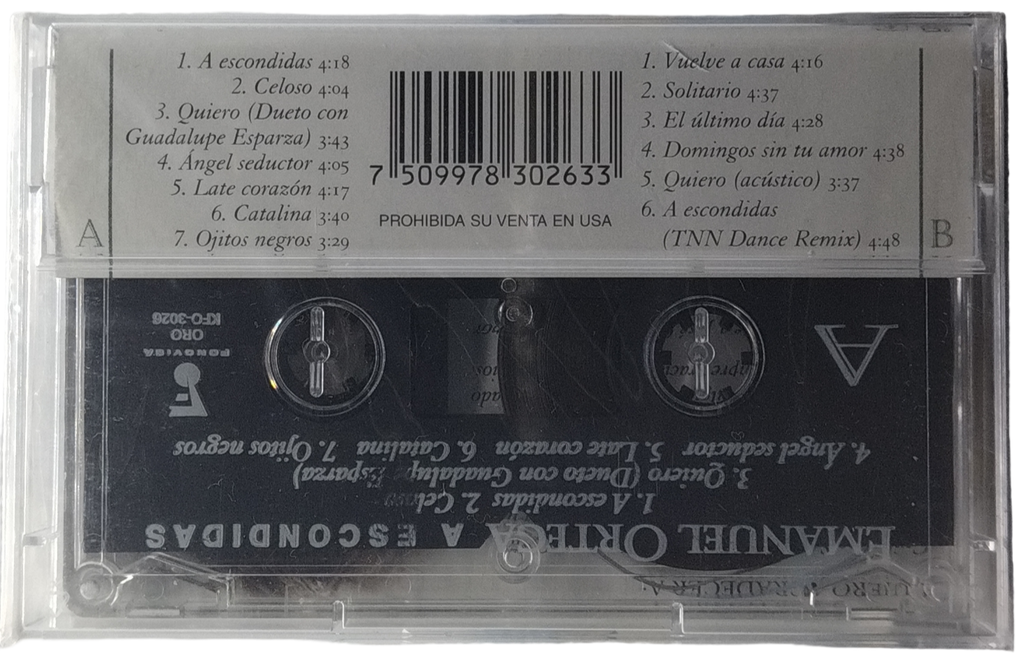 1. A escondidas 4:18
2. Celoso 4:04
3. Quiero (Dueto con
Guadalupe Esparza) 3:43
4. Ángel seductor 4:05
5. Late corazón 4:17
6. Catalina 3:40
7. Ojitos negros 3:29
A
7 509978 302633
PROHIBIDA SU VENTA EN USA
1. Vuelve a casa 4:16
2. Solitario 4:37
3. El último día 4:28
4. Domingos sin tu amor 4:38
5. Quiero (acústico) 3:37
6. A escondidas
(TNN Dance Remix) 4:48
B
EMANUEL ORTEGA A ESCONDIDAS
1. A escondidas 2.
3. Quiero (Dueto con Guadalupe Esparza)
4. Ángel seductor 5. Late corazón 6. Catalina 7. Ojitos negros
A
FONOVISA
ORO
KFO-3026